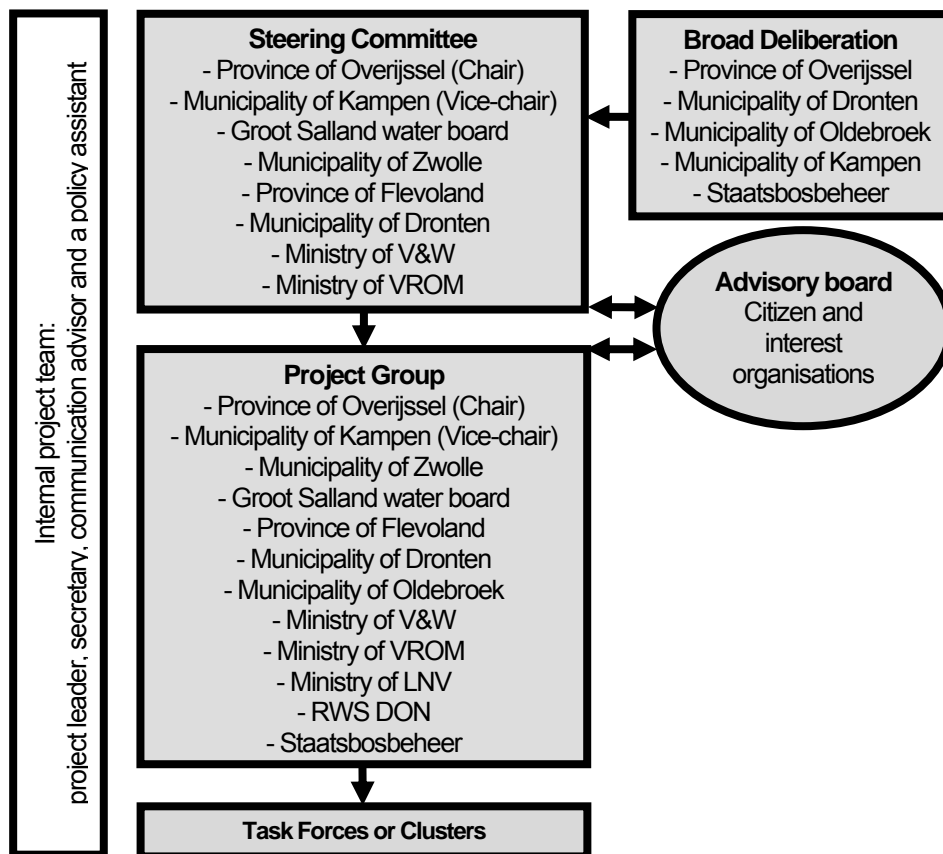 Internal project team:
project leader, secretary, communication advisor and a policy assistant
Steering Committee
- Province of Overijssel (Chair)
- Municipality of Kampen (Vice-chair)
- Groot Salland water board
- Municipality of Zwolle
- Province of Flevoland
- Municipality of Dronten
- Ministry of V&W
- Ministry of VROM
Broad Deliberation
- Province of Overijssel
- Municipality of Dronten
- Municipality of Oldebroek
- Municipality of Kampen
- Staatsbosbeheer
Advisory board
Citizen and
interest
organisations
Project Group
- Province of Overijssel (Chair)
- Municipality of Kampen (Vice-chair)
- Municipality of Zwolle
- Groot Salland water board
- Province of Flevoland
- Municipality of Dronten
- Municipality of Oldebroek
- Ministry of V&W
- Ministry of VROM
- Ministry of LNV
- RWS DON
- Staatsbosbeheer
Task Forces or Clusters